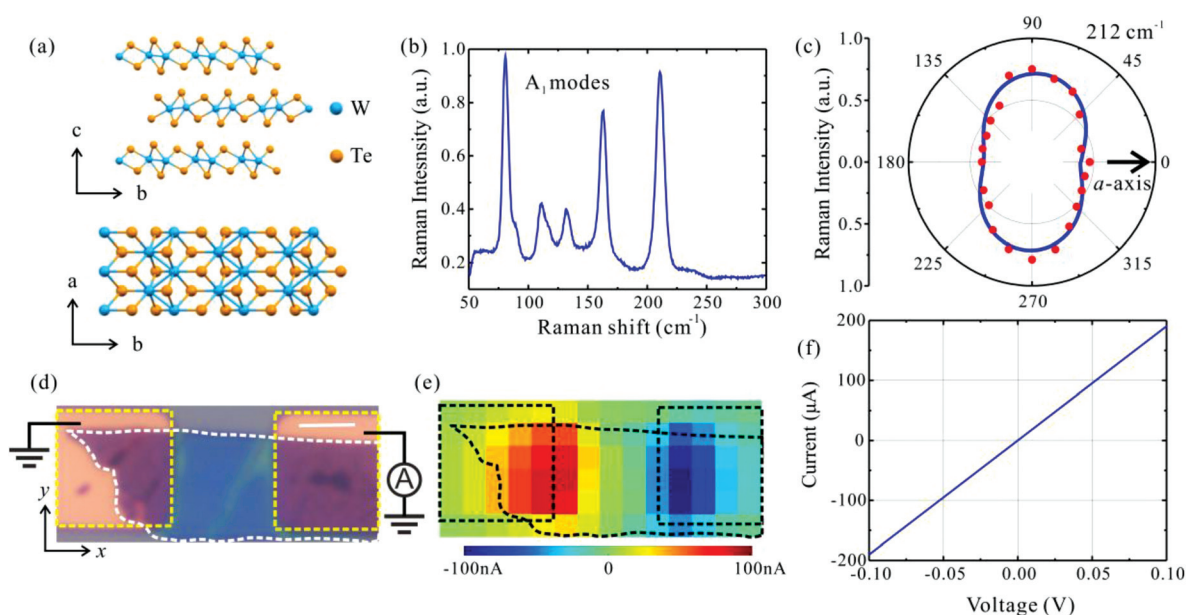 (a)
W
Te
c
b
a
b
(b)
1.0
0.8
0.6
0.4
0.2
Raman Intesnsity (a.u.)
A₁ modes
50 100 150 200 250 300
Raman shift (cm⁻¹)
(c)
90
212 cm⁻¹
1.0
135
45
0.5
0.0
180
0
a-axis
0.5
225
315
1.0
270
Raman Intensity (a.u.)
(d)
A
y
x
(e)
-100nA 0 100nA
(f)
200
100
0
-100
-200
Current (μA)
-0.10 -0.05 0.00 0.05 0.10
Voltage (V)